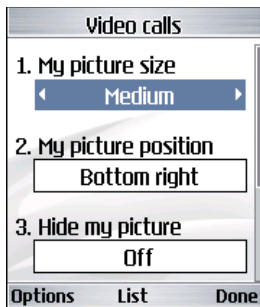 Video calls
1. My picture size
Medium
2. My picture position
Bottom right
3. Hide my picture
Off
Options List Done